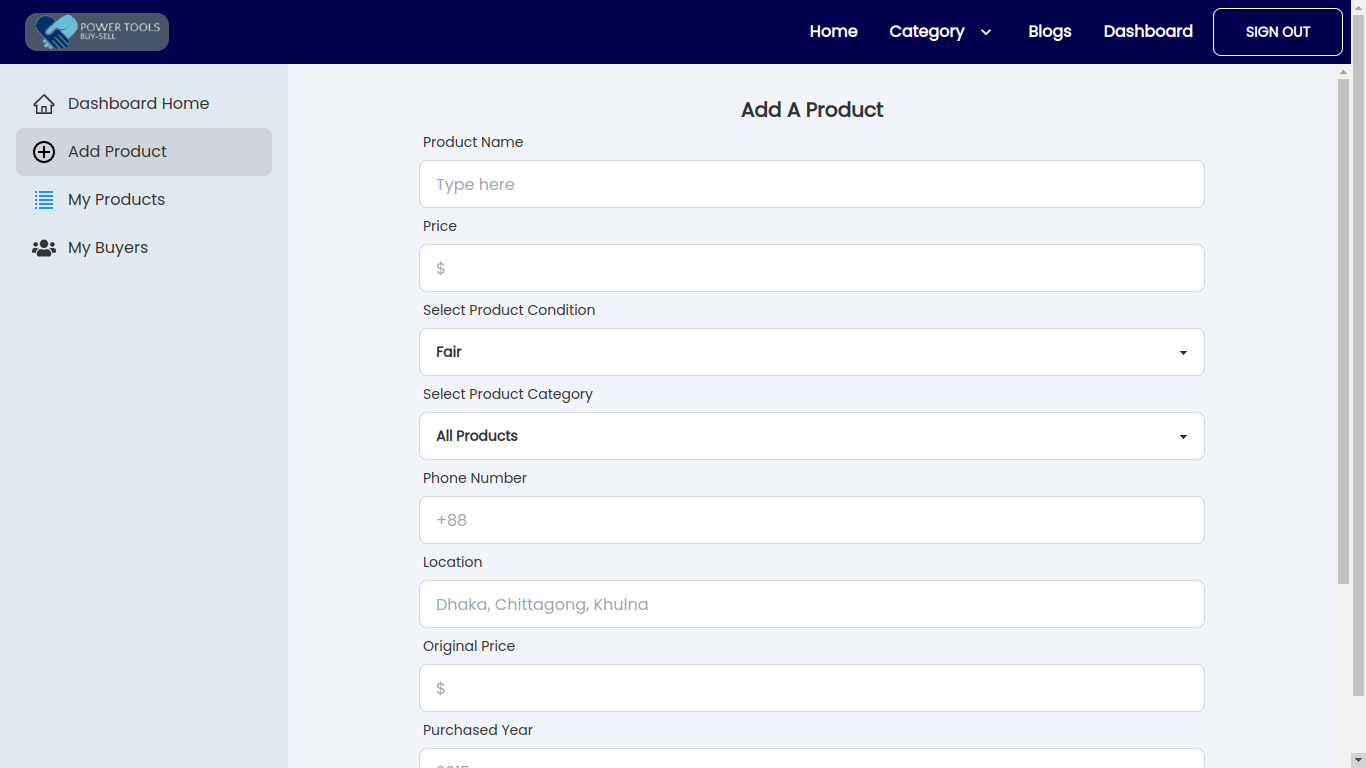 POWER TOOLS
BUY-SELL
Home
Category
Blogs
Dashboard
SIGN OUT
Dashboard Home
Add Product
My Products
My Buyers
Add A Product
Product Name
Type here
Price
$
Select Product Condition
Fair
Select Product Category
All Products
Phone Number
+88
Location
Dhaka, Chittagong, Khulna
Original Price
$
Purchased Year